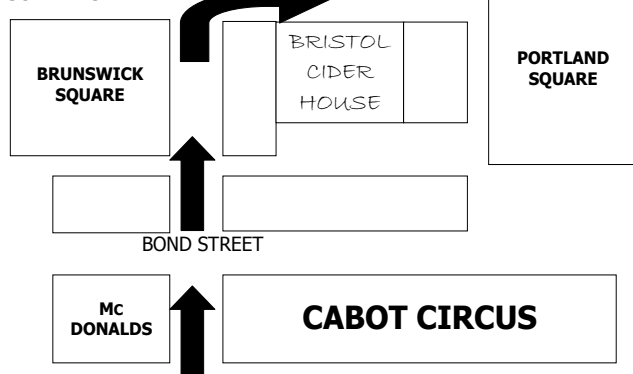 BRISTOL
CIDER
HOUSE
BRUNSWICK
SQUARE
PORTLAND
SQUARE
BOND STREET
MC
DONALDS
CABOT CIRCUS